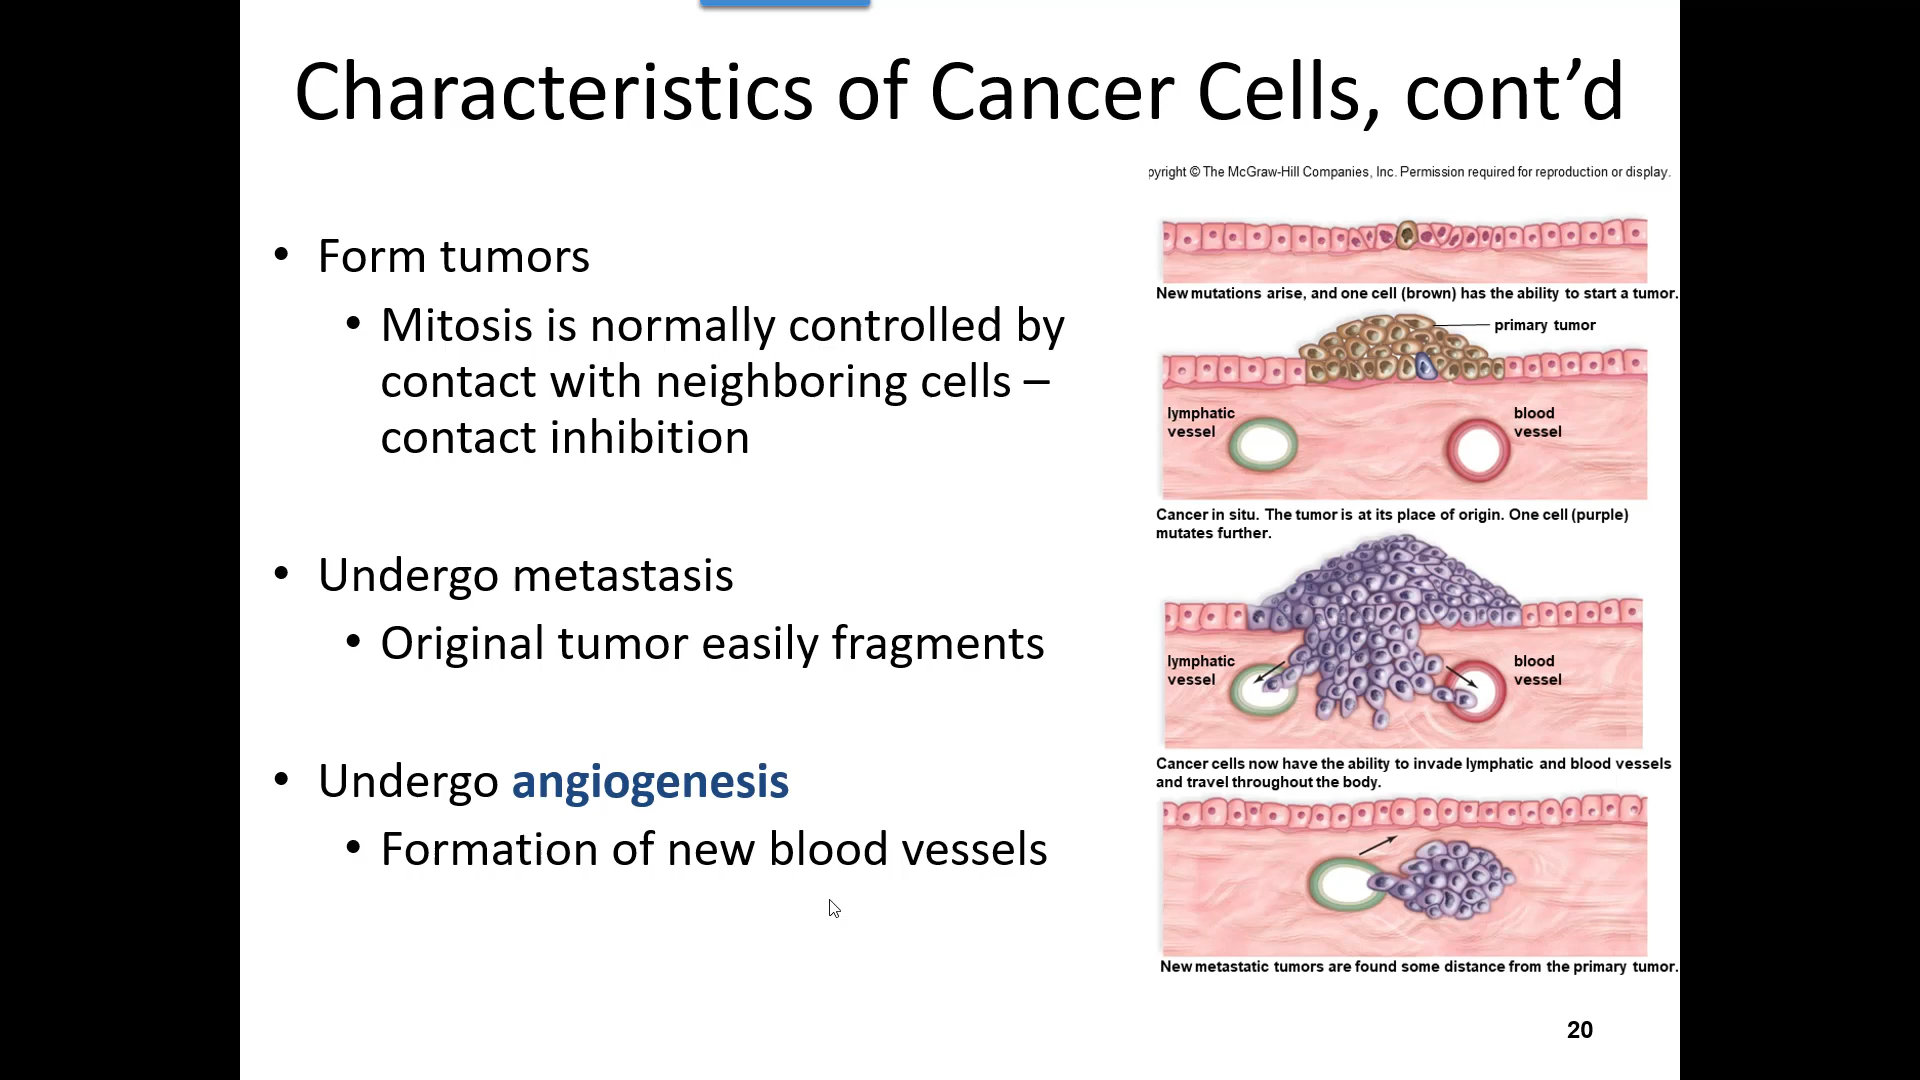 Characteristics of Cancer Cells, cont’d
pyright © The McGraw-Hill Companies, Inc. Permission required for reproduction or display.
• Form tumors
• Mitosis is normally controlled by
contact with neighboring cells –
contact inhibition
• Undergo metastasis
• Original tumor easily fragments
• Undergo angiogenesis
• Formation of new blood vessels
New mutations arise, and one cell (brown) has the ability to start a tumor.
primary tumor
lymphatic
vessel
blood
vessel
Cancer in situ. The tumor is at its place of origin. One cell (purple)
mutates further.
lymphatic
vessel
blood
vessel
Cancer cells now have the ability to invade lymphatic and blood vessels
and travel throughout the body.
New metastatic tumors are found some distance from the primary tumor.
20